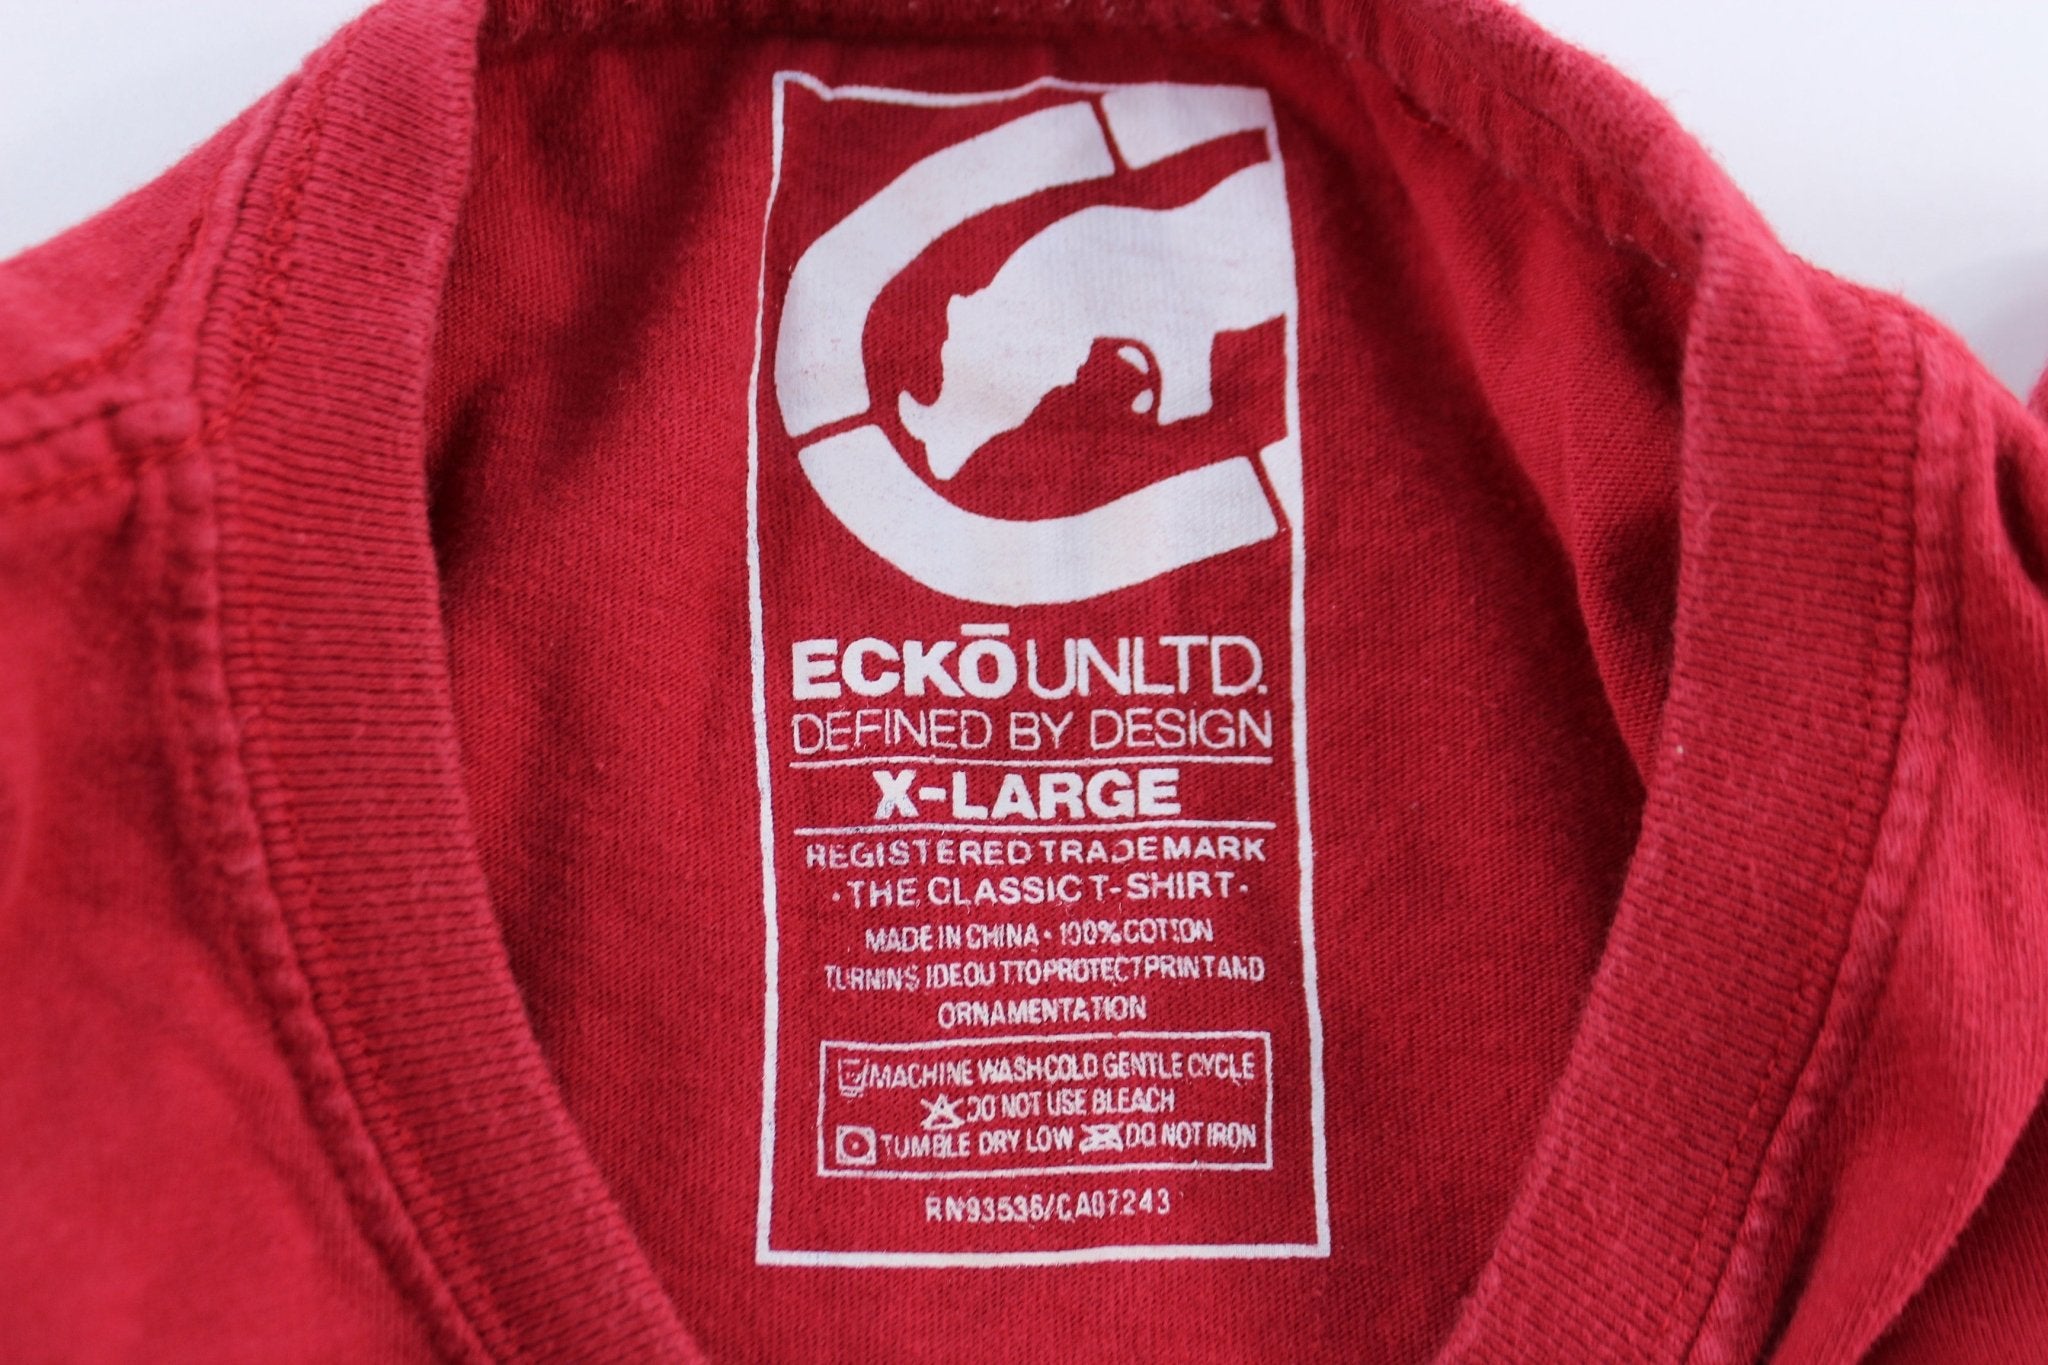 ECKŌ UNLTD.
DEFINED BY DESIGN
X-LARGE
REGISTERED TRADEMARK
· THE CLASSIC T-SHIRT ·
MADE IN CHINA · 100% COTTON
TURN INSIDE OUT TO PROTECT PRINT AND
ORNAMENTATION
MACHINE WASH COLD GENTLE CYCLE
DO NOT USE BLEACH
TUMBLE DRY LOW DO NOT IRON
RN93536/CA07243